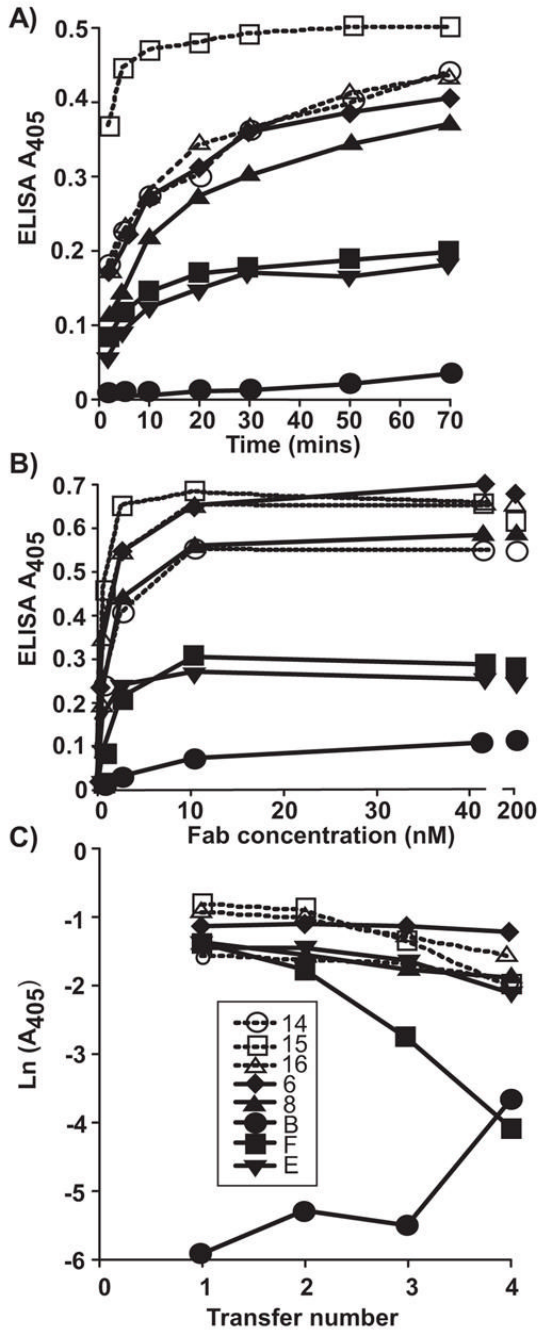 A)
ELISA A405
0.5
0.4
0.3
0.2
0.1
0
0 10 20 30 40 50 60 70
Time (mins)
B)
ELISA A405
0.7
0.6
0.5
0.4
0.3
0.2
0.1
0
0 10 20 30 40 200
Fab concentration (nM)
C)
Ln (A405)
0
-1
-2
-3
-4
-5
-6
14
15
16
6
8
B
F
E
0 1 2 3 4
Transfer number